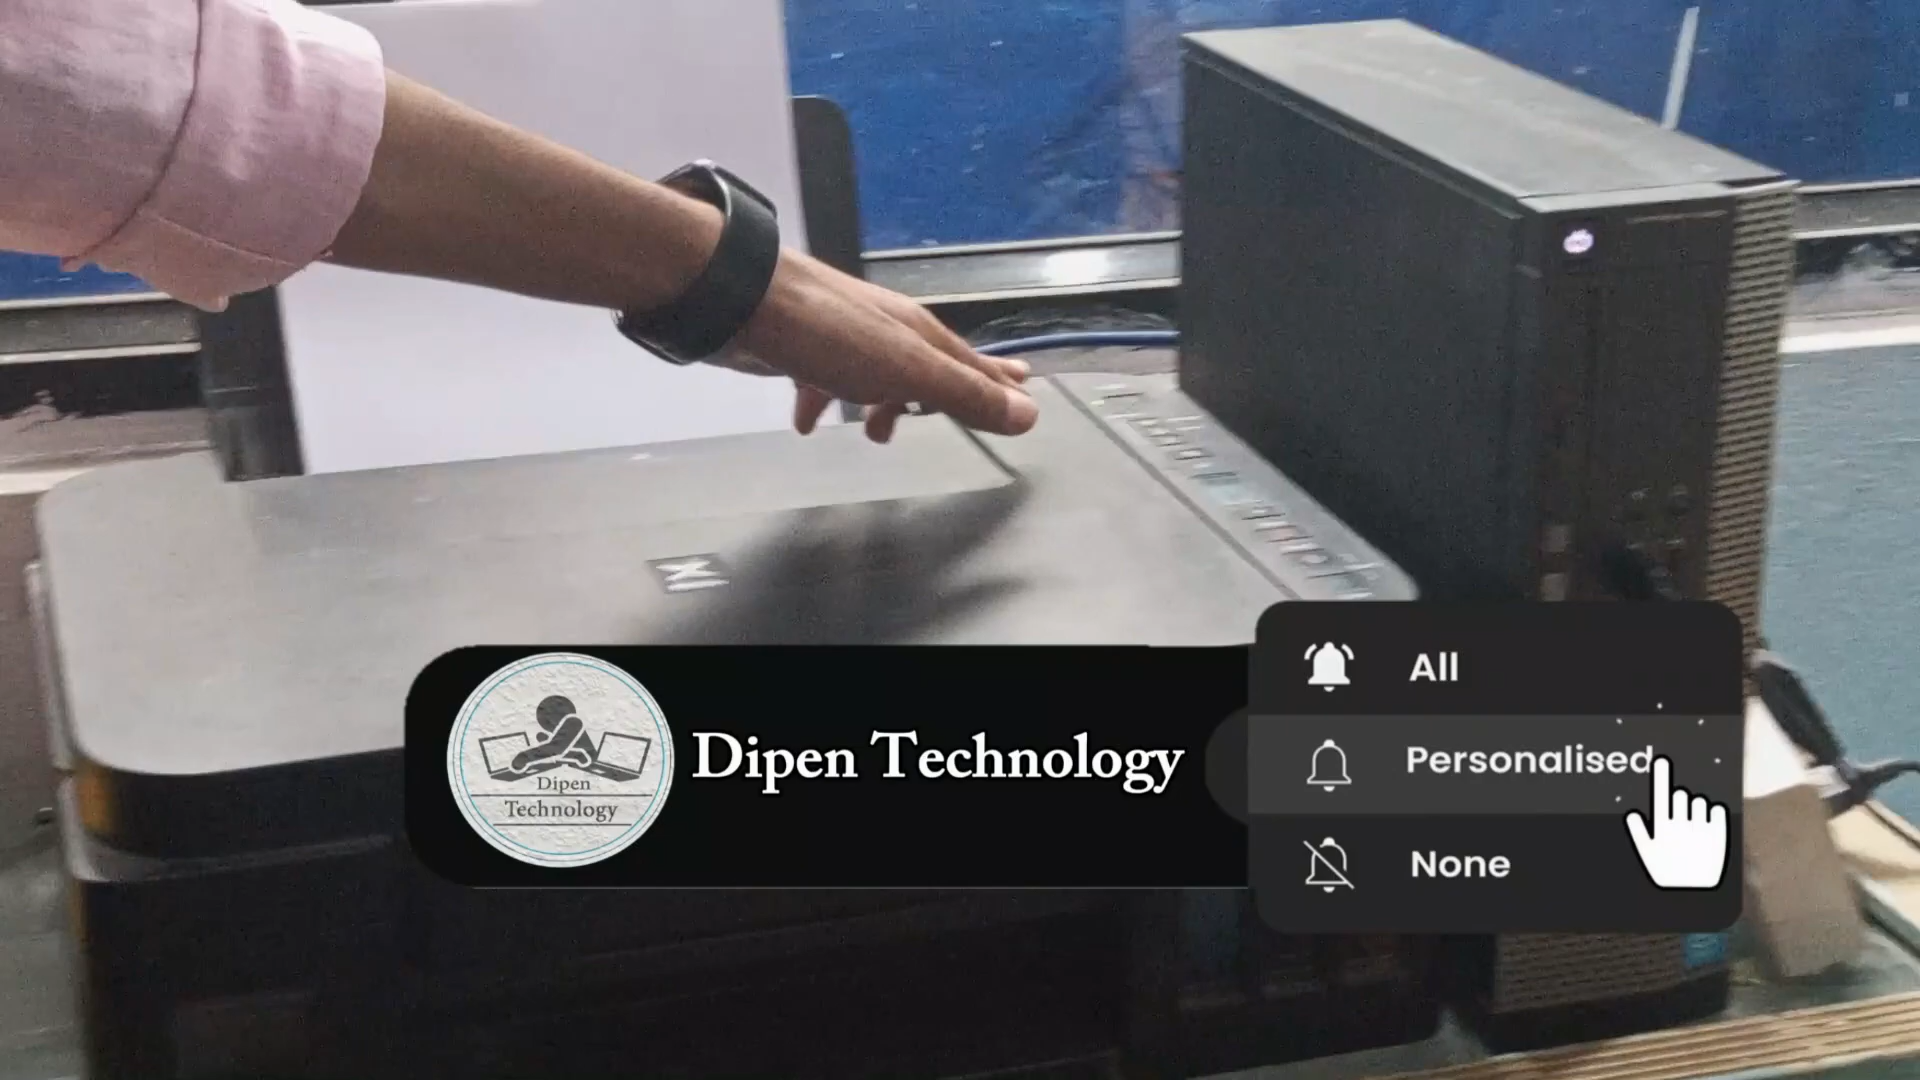 All
Dipen Technology
Personalised
Dipen
Technology
None